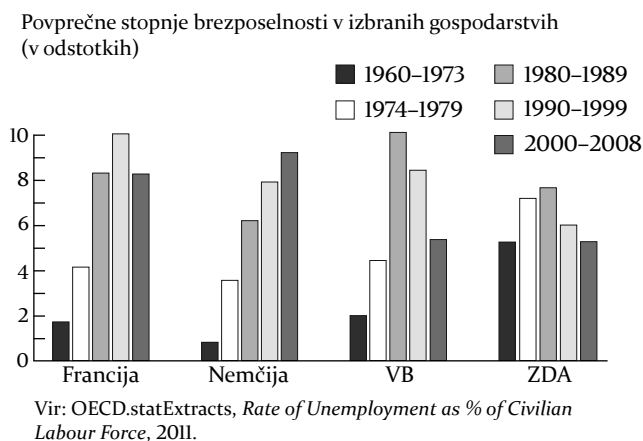 Povprečne stopnje brezposelnosti v izbranih gospodarstvih
(v odstotkih)
1960–1973
1980–1989
1974–1979
1990–1999
2000–2008
10
8
6
4
2
0
Francija
Nemčija
VB
ZDA
Vir: OECD.statExtracts, Rate of Unemployment as % of Civilian
Labour Force, 2011.